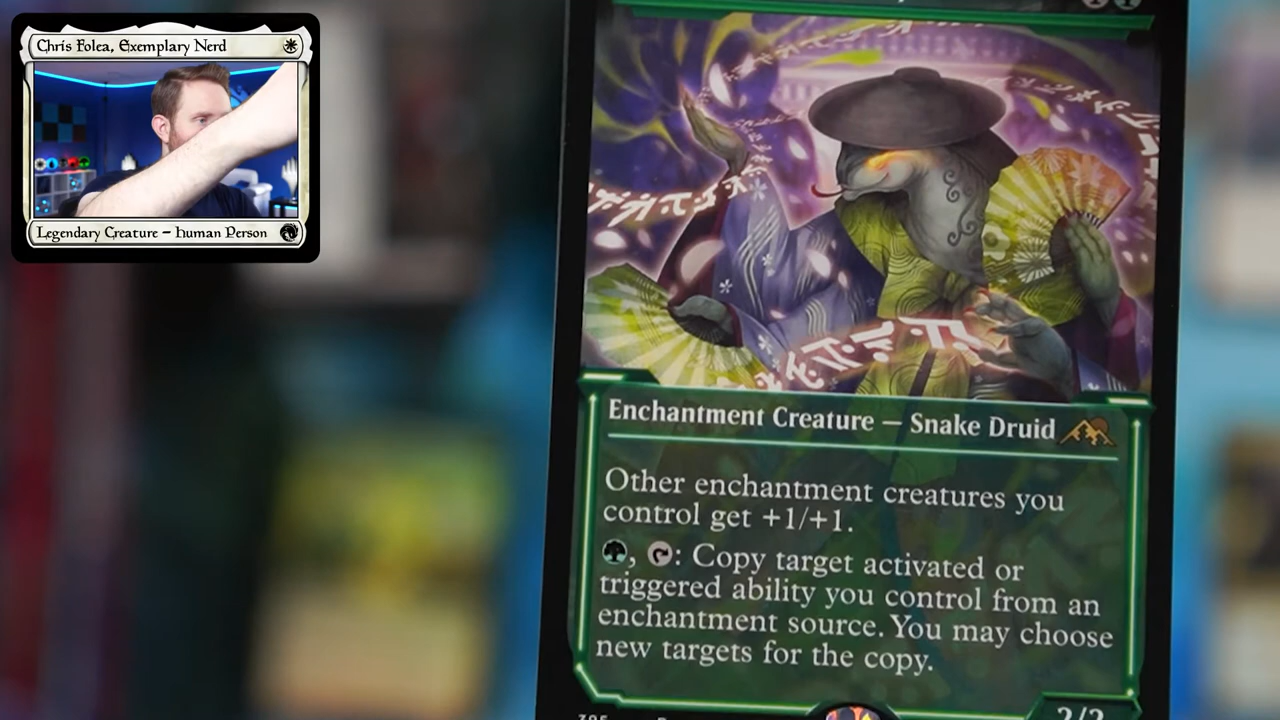 Chris Folea, Exemplary Nerd
Legendary Creature – Human Person
Enchantment Creature — Snake Druid
Other enchantment creatures you
control get +1/+1.
: Copy target activated or
triggered ability you control from an
enchantment source. You may choose
new targets for the copy.
2/2